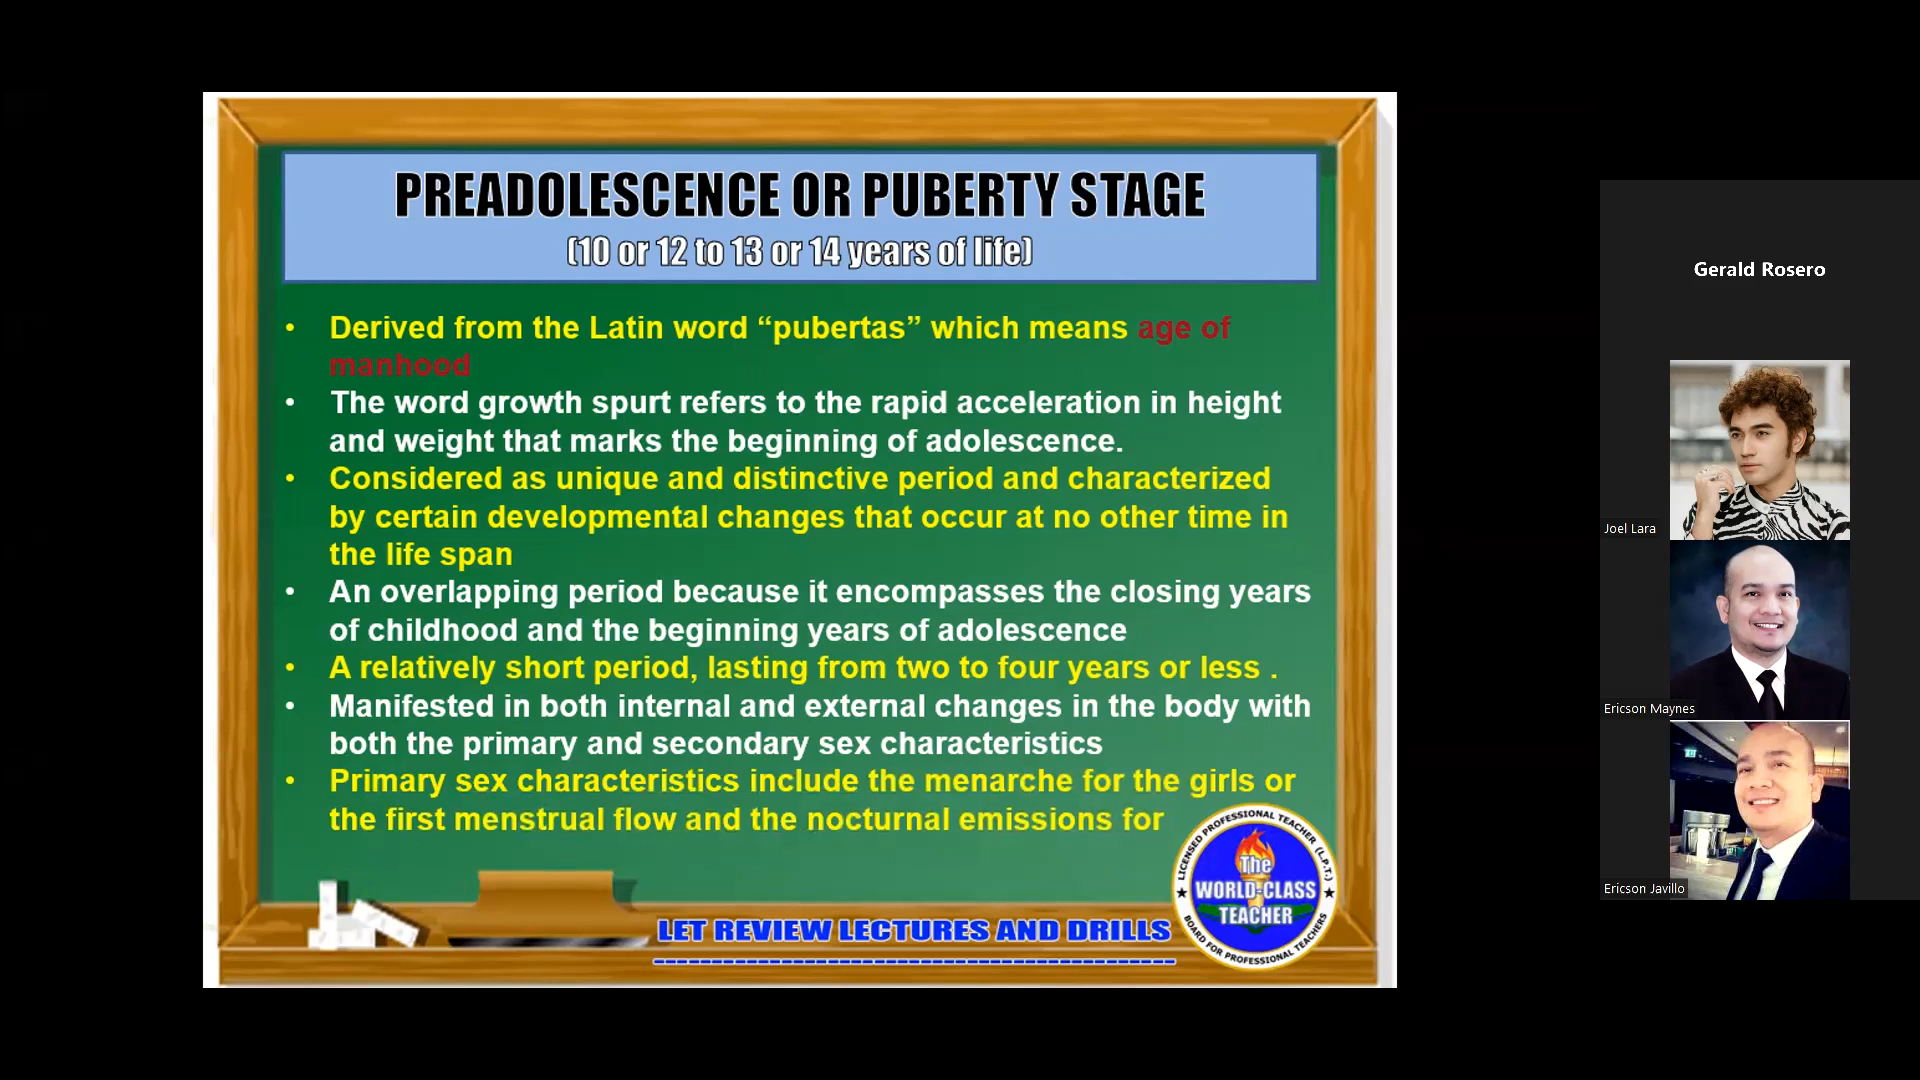 PREADOLESCENCE OR PUBERTY STAGE
(10 or 12 to 13 or 14 years of life)
• Derived from the Latin word “pubertas” which means age of
manhood
• The word growth spurt refers to the rapid acceleration in height
and weight that marks the beginning of adolescence.
• Considered as unique and distinctive period and characterized
by certain developmental changes that occur at no other time in
the life span
• An overlapping period because it encompasses the closing years
of childhood and the beginning years of adolescence
• A relatively short period, lasting from two to four years or less .
• Manifested in both internal and external changes in the body with
both the primary and secondary sex characteristics
• Primary sex characteristics include the menarche for the girls or
the first menstrual flow and the nocturnal emissions for
LICENSED PROFESSIONAL TEACHER (L.P.T.)
The
WORLD-CLASS
TEACHER
BOARD FOR PROFESSIONAL TEACHERS
LET REVIEW LECTURES AND DRILLS
Gerald Rosero
Joel Lara
Ericson Maynes
Ericson Javillo